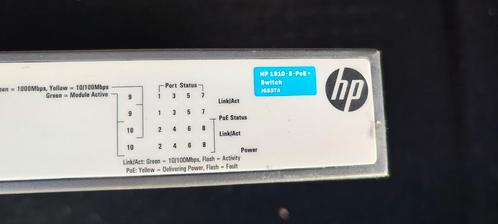 HP 1910-8-PoE+
Switch
JG537A
hp
en = 1000Mbps, Yellow = 10/100Mbps
Green = Module Active
Port Status
9 1 3 5 7
Link/Act
9 1 3 5 7
PoE Status
10 2 4 6 8
Link/Act
10 2 4 6 8
Power
Link/Act: Green = 10/100Mbps, Flash = Activity
PoE: Yellow = Delivering Power, Flash = Fault